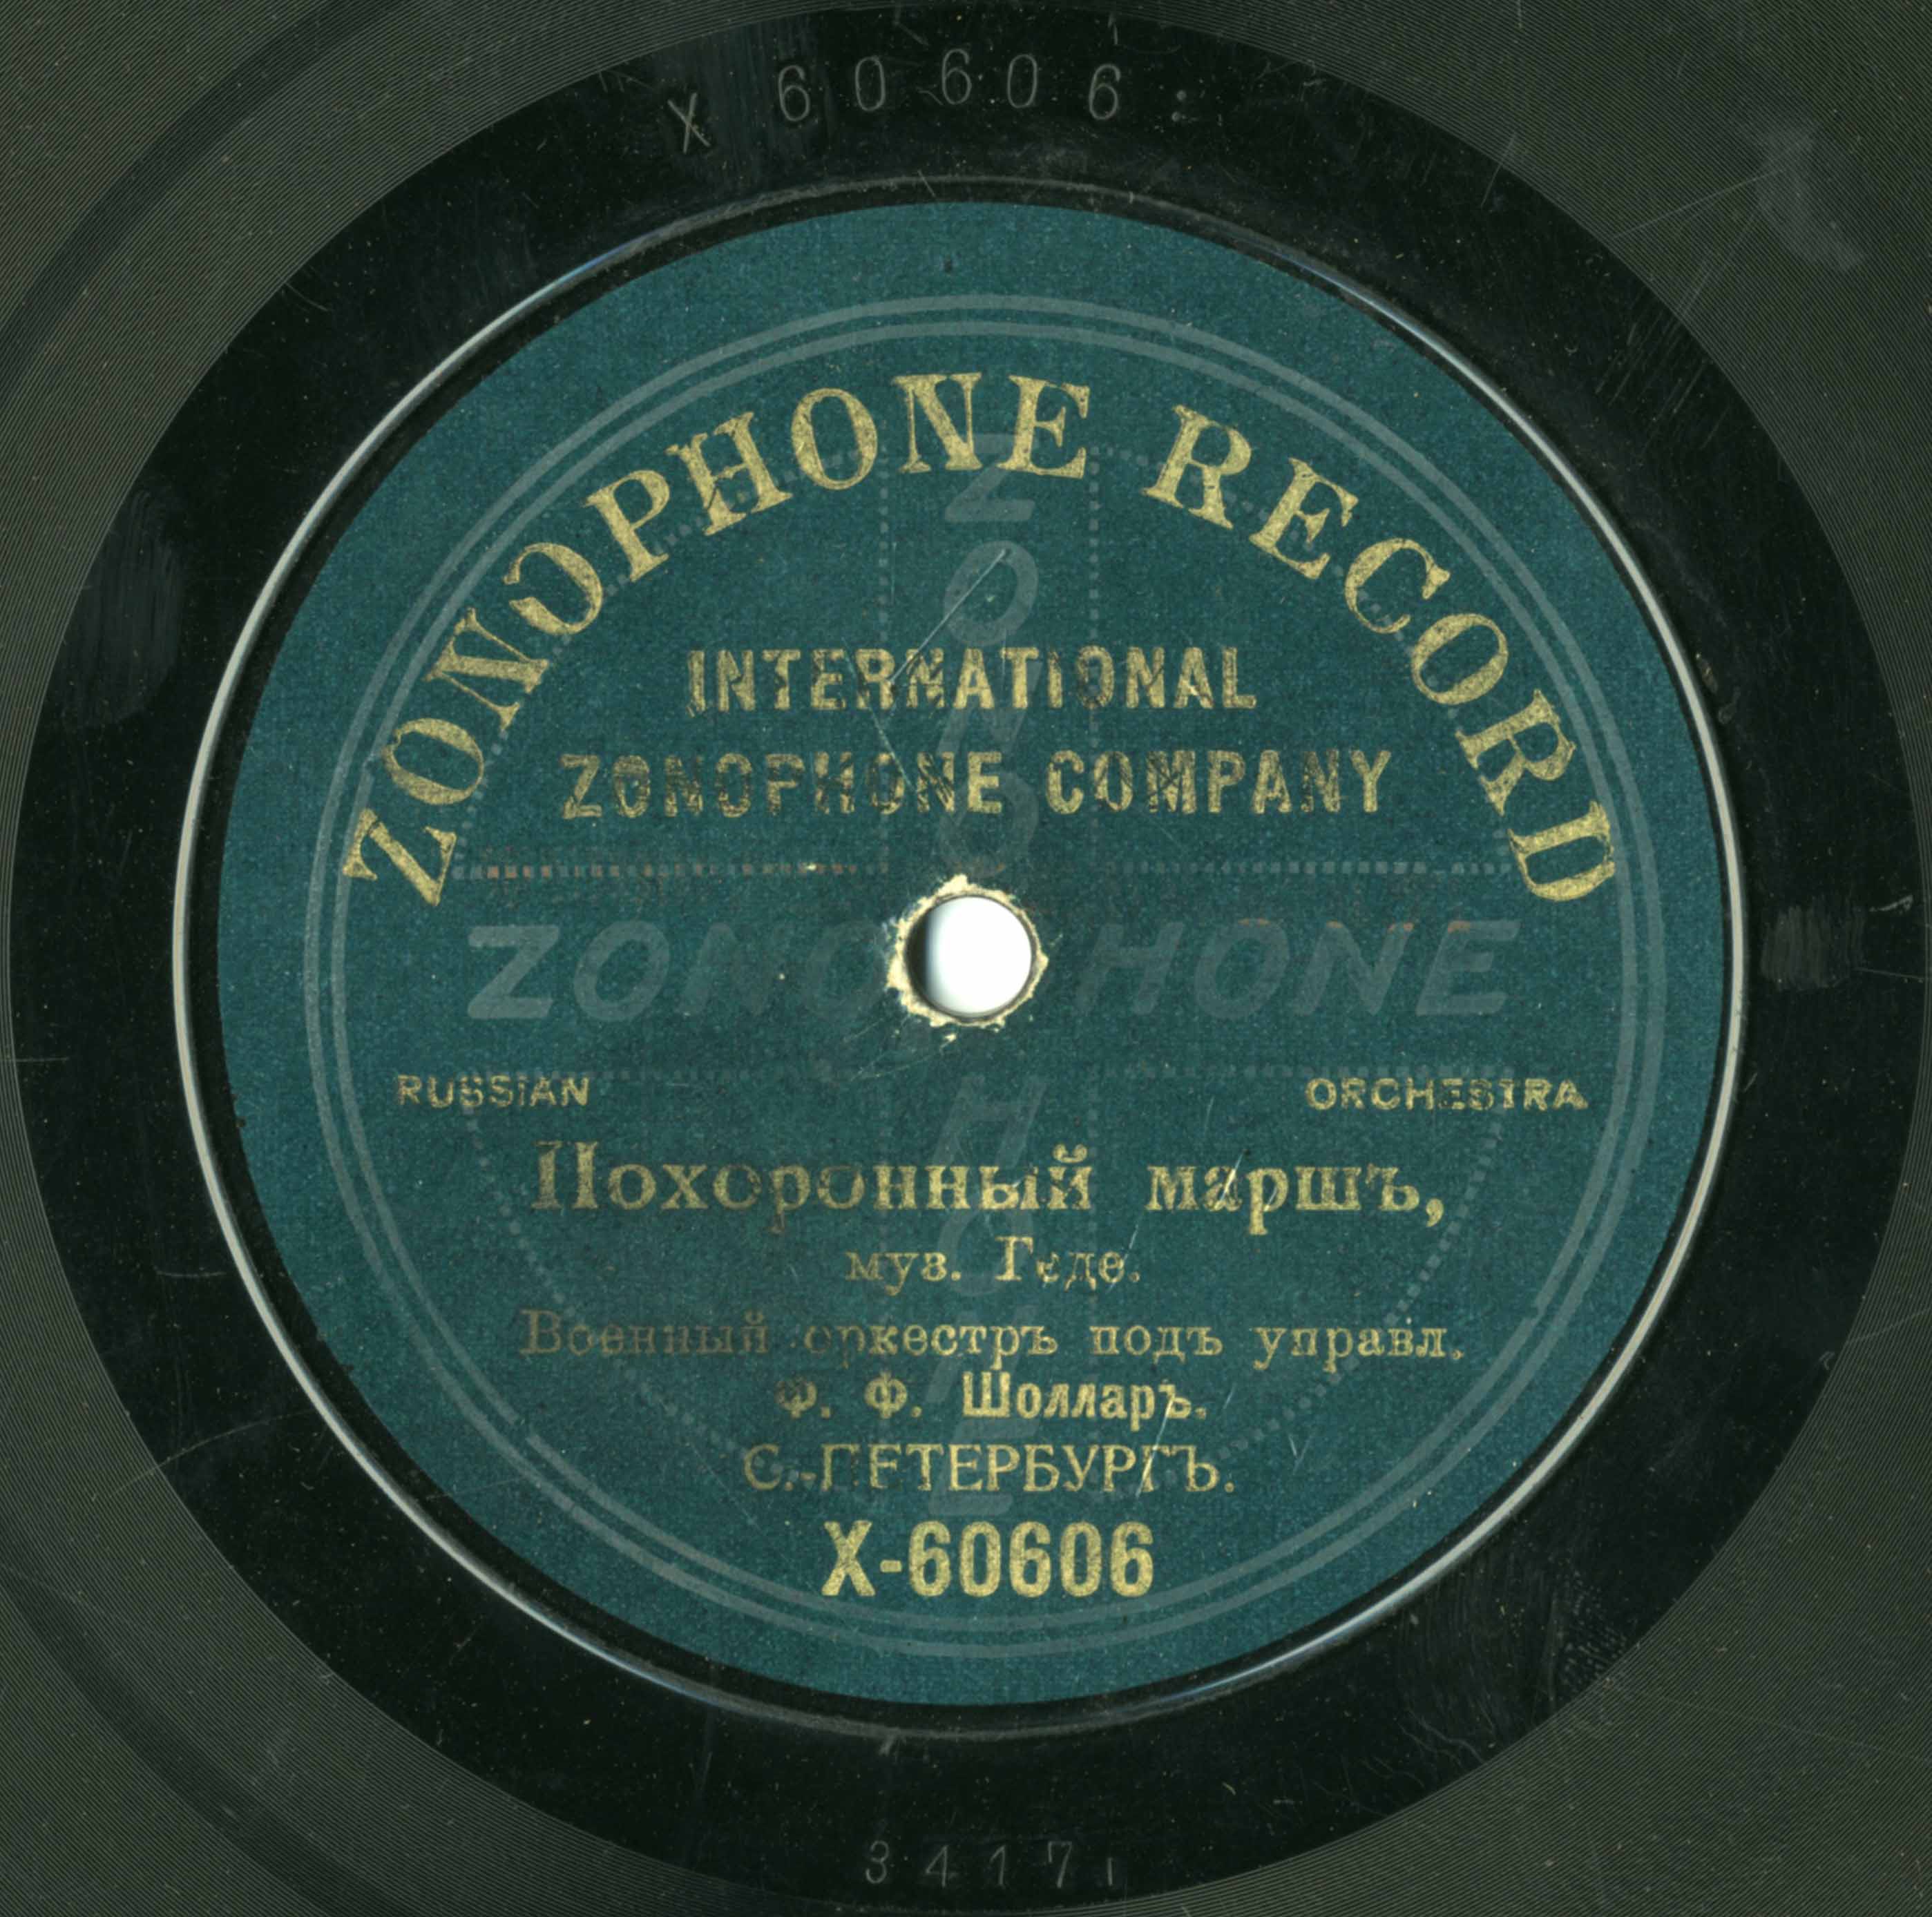 X 60606
ZONOPHONE RECORD
INTERNATIONAL
ZONOPHONE COMPANY
ZONOPHONE
RUSSIAN ORCHESTRA
Похоронный маршъ,
муз. Геде.
Военный оркестръ подъ управл.
Ф. Ф. Шолларъ.
С.-ПЕТЕРБУРГЪ.
X-60606
3417